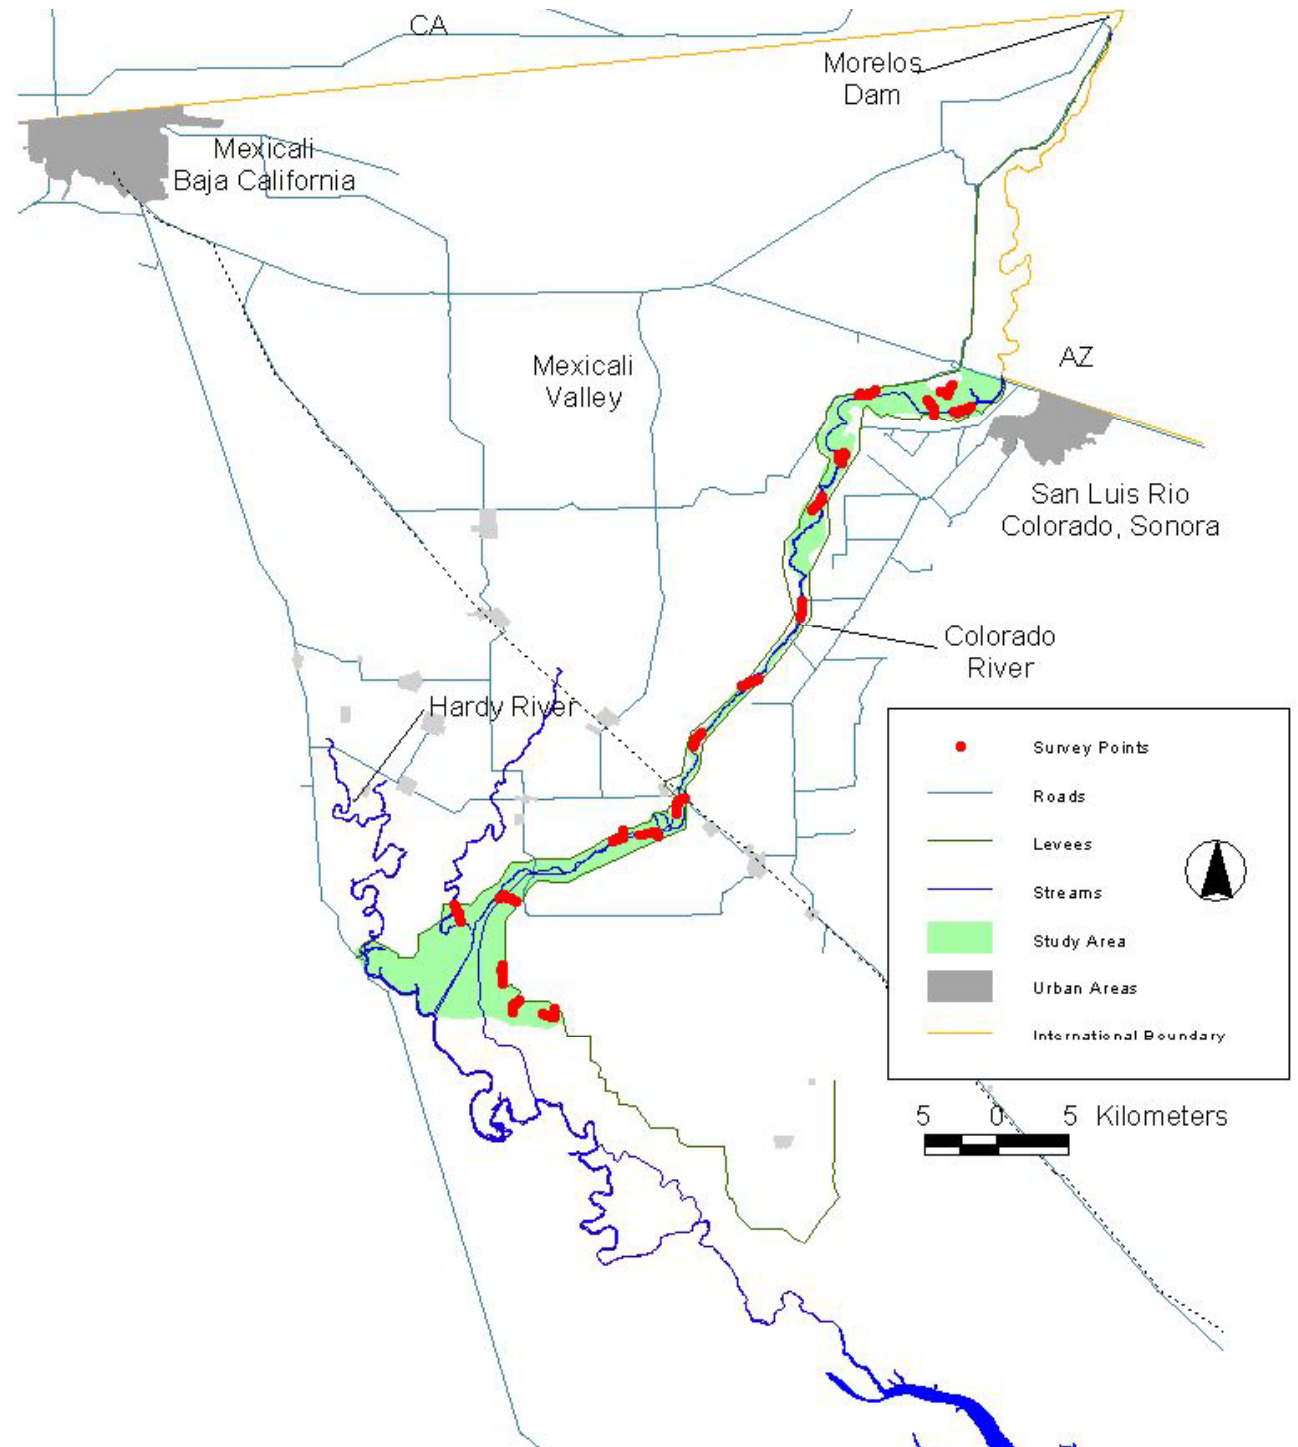 CA
Morelos
Dam
Mexicali
Baja California
Mexicali
Valley
AZ
San Luis Rio
Colorado, Sonora
Colorado
River
Hardy River
Survey Points
Roads
Levees
Streams
Study Area
Urban Areas
International Boundary
5 0 5 Kilometers